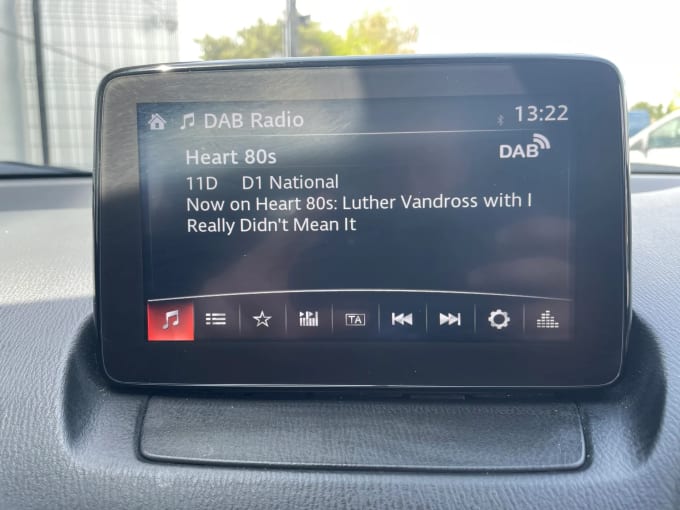 DAB Radio 13:22
Heart 80s DAB
11D D1 National
Now on Heart 80s: Luther Vandross with I
Really Didn't Mean It
TA